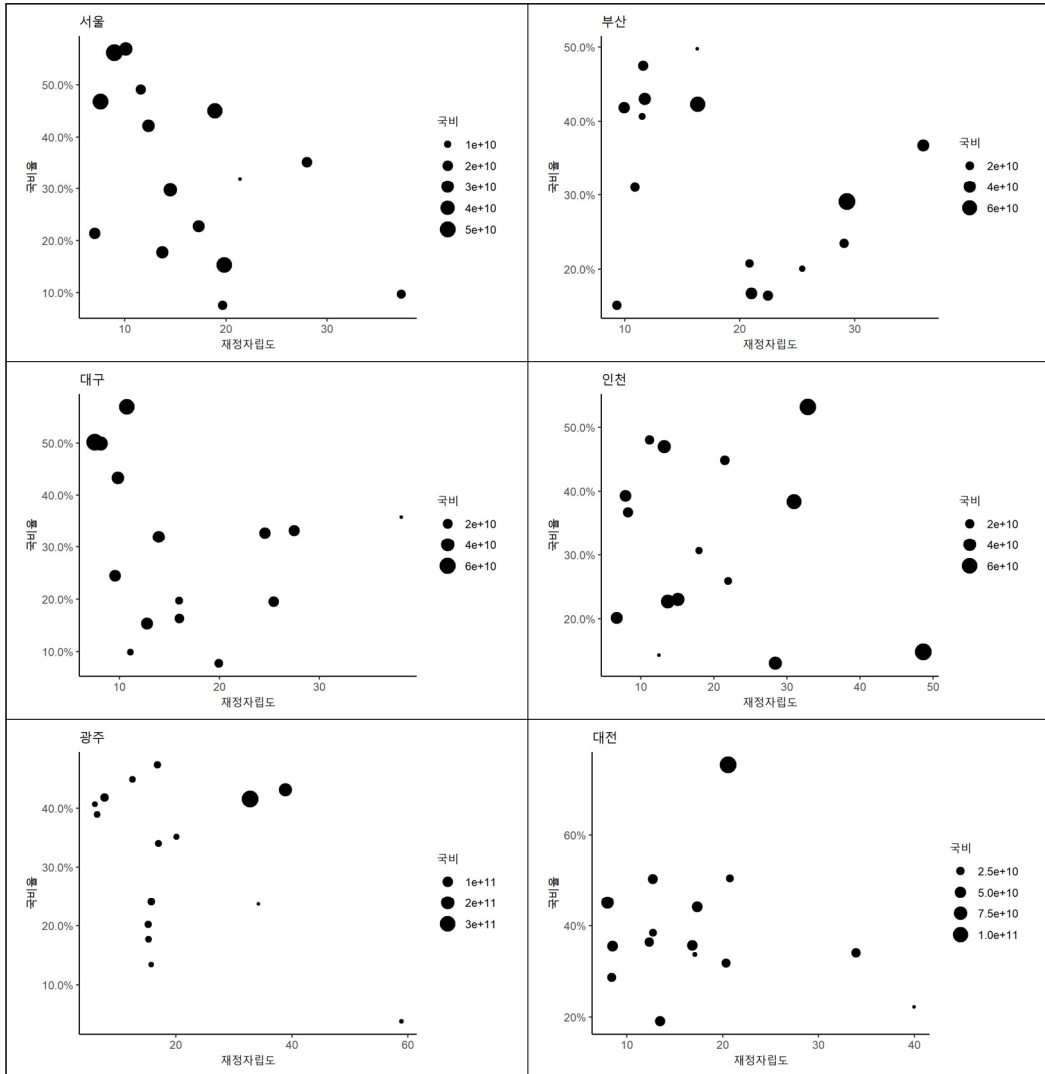 서울
50.0%
40.0%
30.0%
20.0%
10.0%
국비율
10
20
30
재정자립도
국비
1e+10
2e+10
3e+10
4e+10
5e+10
부산
50.0%
40.0%
30.0%
20.0%
국비율
10
20
30
재정자립도
국비
2e+10
4e+10
6e+10
대구
50.0%
40.0%
30.0%
20.0%
10.0%
국비율
10
20
30
재정자립도
국비
2e+10
4e+10
6e+10
인천
50.0%
40.0%
30.0%
20.0%
국비율
10
20
30
40
50
재정자립도
국비
2e+10
4e+10
6e+10
광주
40.0%
30.0%
20.0%
10.0%
국비율
20
40
60
재정자립도
국비
1e+11
2e+11
3e+11
대전
60%
40%
20%
국비율
10
20
30
40
재정자립도
국비
2.5e+10
5.0e+10
7.5e+10
1.0e+11